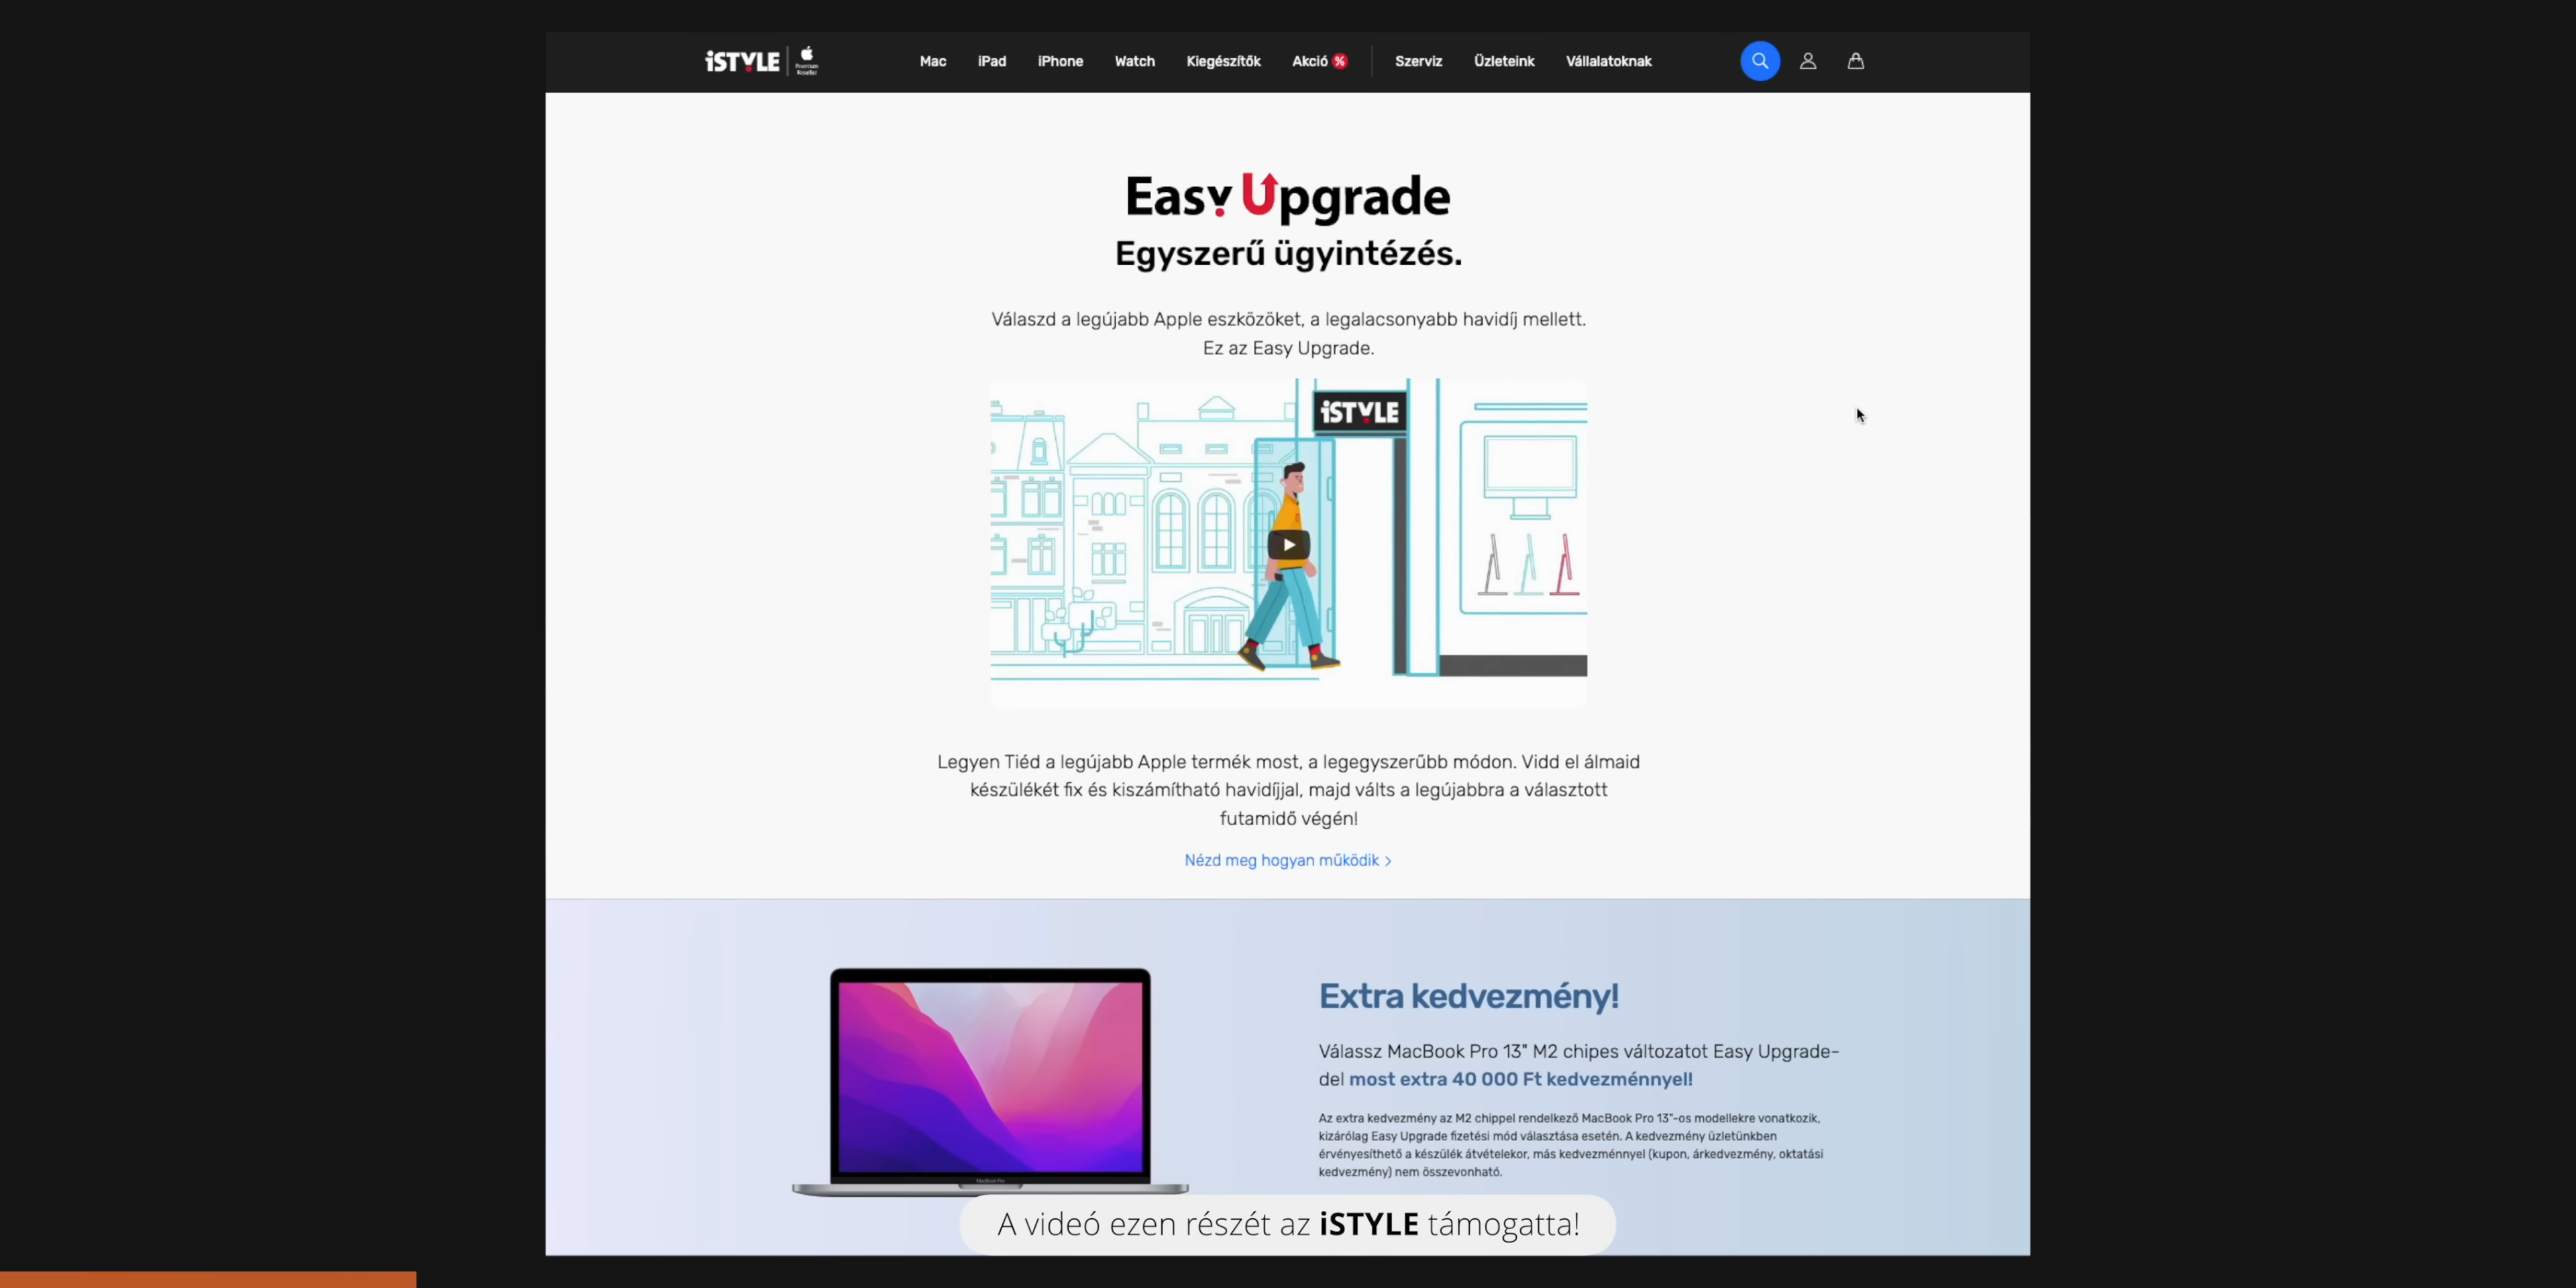 iSTYLE
Premium
Reseller
Mac iPad iPhone Watch Kiegészítők Akció % Szerviz Üzleteink Vállalatoknak
Easy Upgrade
Egyszerű ügyintézés.
Válaszd a legújabb Apple eszközöket, a legalacsonyabb havidíj mellett.
Ez az Easy Upgrade.
iSTYLE
Legyen Tiéd a legújabb Apple termék most, a legegyszerűbb módon. Vidd el álmaid
készülékét fix és kiszámítható havidíjjal, majd válts a legújabbra a választott
futamidő végén!
Nézd meg hogyan működik >
Extra kedvezmény!
Válassz MacBook Pro 13" M2 chipes változatot Easy Upgrade-
del most extra 40 000 Ft kedvezménnyel!
Az extra kedvezmény az M2 chippel rendelkező MacBook Pro 13"-os modellekre vonatkozik,
kizárólag Easy Upgrade fizetési mód választása esetén. A kedvezmény üzletünkben
érvényesíthető a készülék átvételekor, más kedvezménnyel (kupon, árkedvezmény, oktatási
kedvezmény) nem összevonható.
MacBook Pro
A videó ezen részét az iSTYLE támogatta!